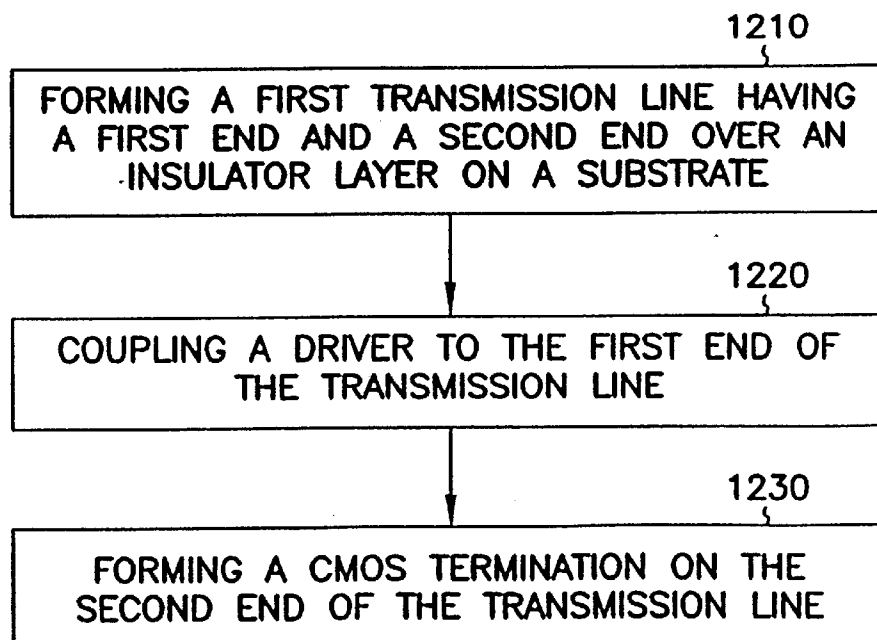 1210
FORMING A FIRST TRANSMISSION LINE HAVING
A FIRST END AND A SECOND END OVER AN
INSULATOR LAYER ON A SUBSTRATE
1220
COUPLING A DRIVER TO THE FIRST END OF
THE TRANSMISSION LINE
1230
FORMING A CMOS TERMINATION ON THE
SECOND END OF THE TRANSMISSION LINE